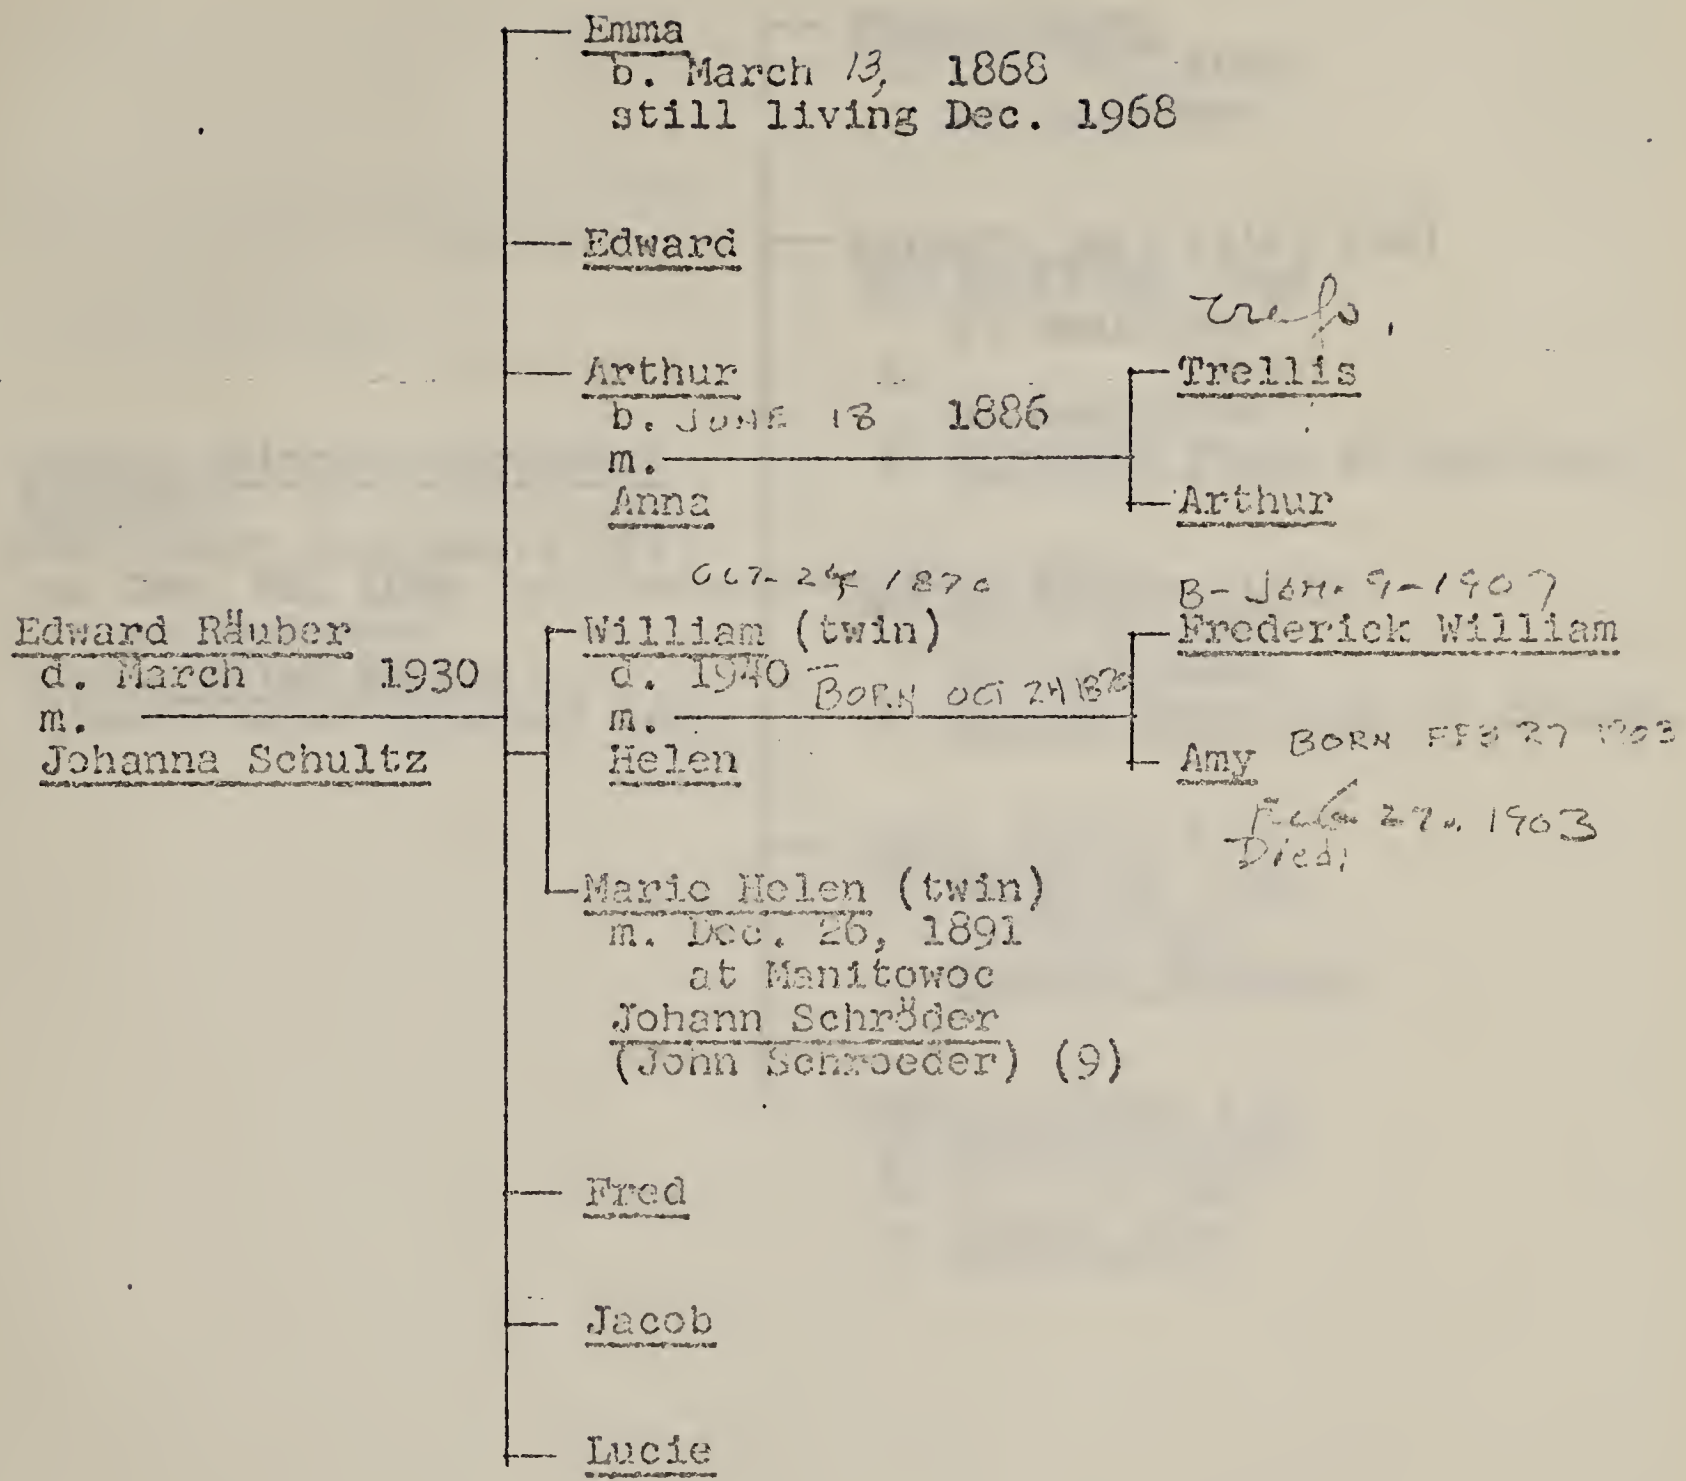 Emma
b. March 13, 1868
still living Dec. 1968
Edward
Arthur
b. JUNE 18 1886
m.
Anna
Trellis
Arthur
Edward Räuber
d. March 1930
m.
Johanna Schultz
OCT- 24 1870
William (twin)
d. 1940 - BORN OCT 24 1870
m.
Helen
B- JAN. 9-1907
Frederick William
Amy BORN FEB 27 1903
Feb 27, 1903
Died,
Marie Helen (twin)
m. Dec. 26, 1891
at Manitowoc
Johann Schröder
(John Schroeder) (9)
Fred
Jacob
Lucie